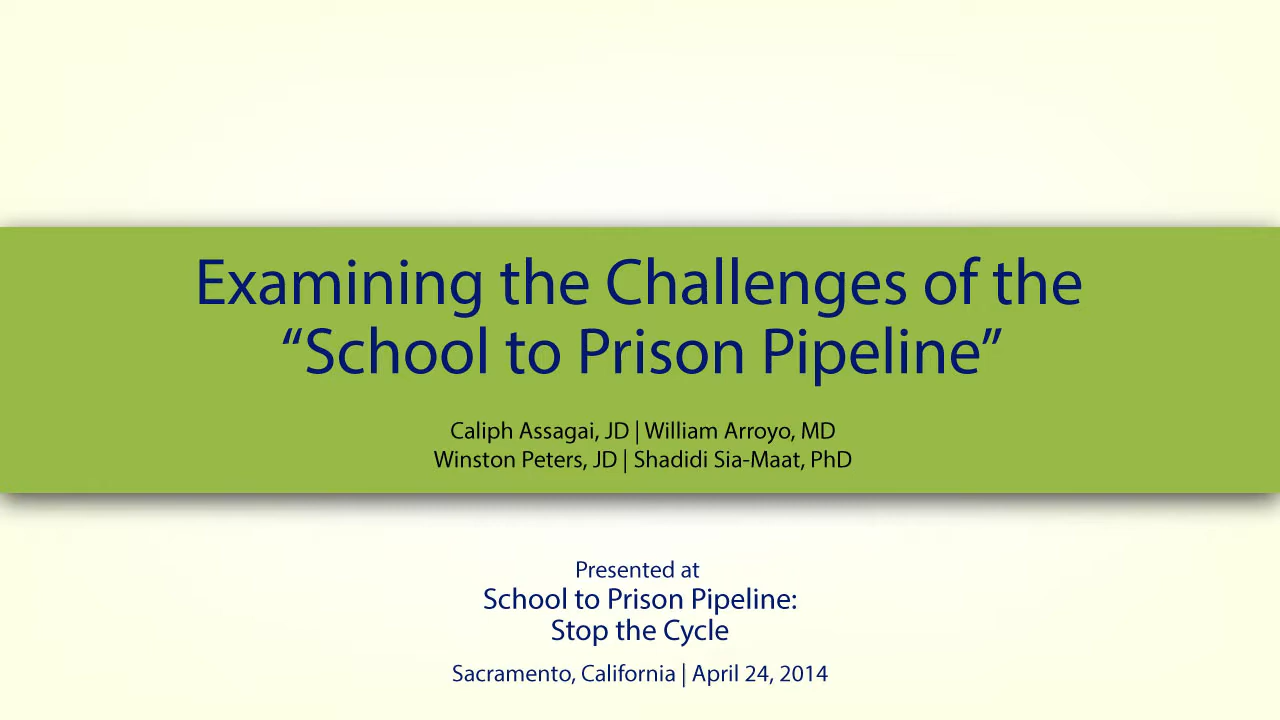 Examining the Challenges of the
“School to Prison Pipeline”
Caliph Assagai, JD | William Arroyo, MD
Winston Peters, JD | Shadidi Sia-Maat, PhD
Presented at
School to Prison Pipeline:
Stop the Cycle
Sacramento, California | April 24, 2014